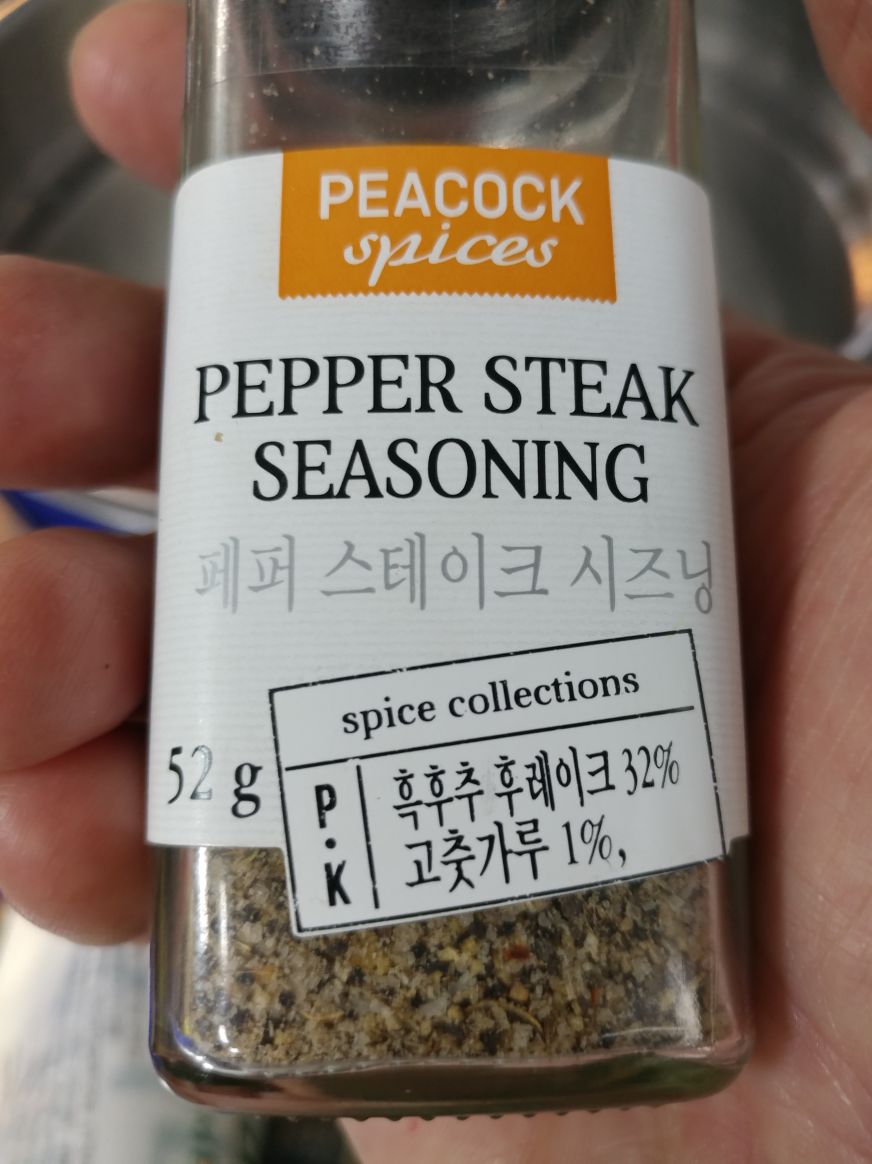 PEACOCK
spices
PEPPER STEAK
SEASONING
페퍼 스테이크 시즈닝
spice collections
52 g
P·K
흑후추 후레이크 32%
고춧가루 1%,